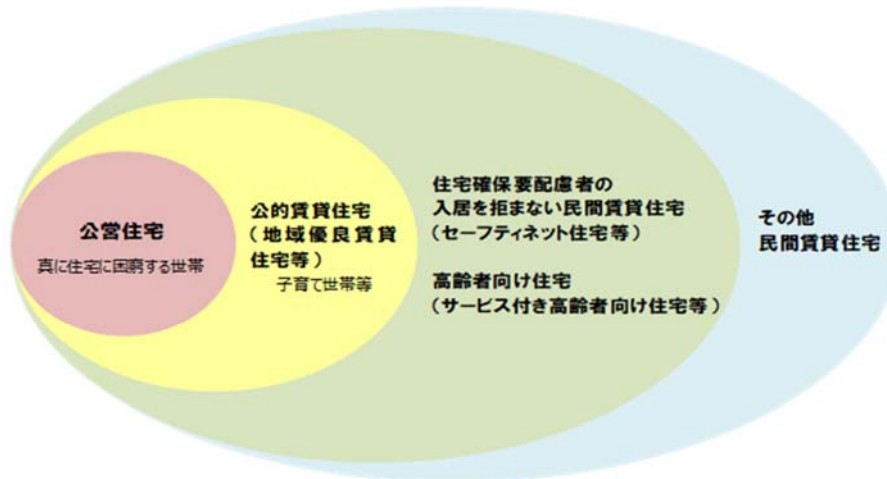 公営住宅
真に住宅に困窮する世帯
公的賃貸住宅
（地域優良賃貸
住宅等）
子育て世帯等
住宅確保要配慮者の
入居を拒まない民間賃貸住宅
（セーフティネット住宅等）
高齢者向け住宅
（サービス付き高齢者向け住宅等）
その他
民間賃貸住宅